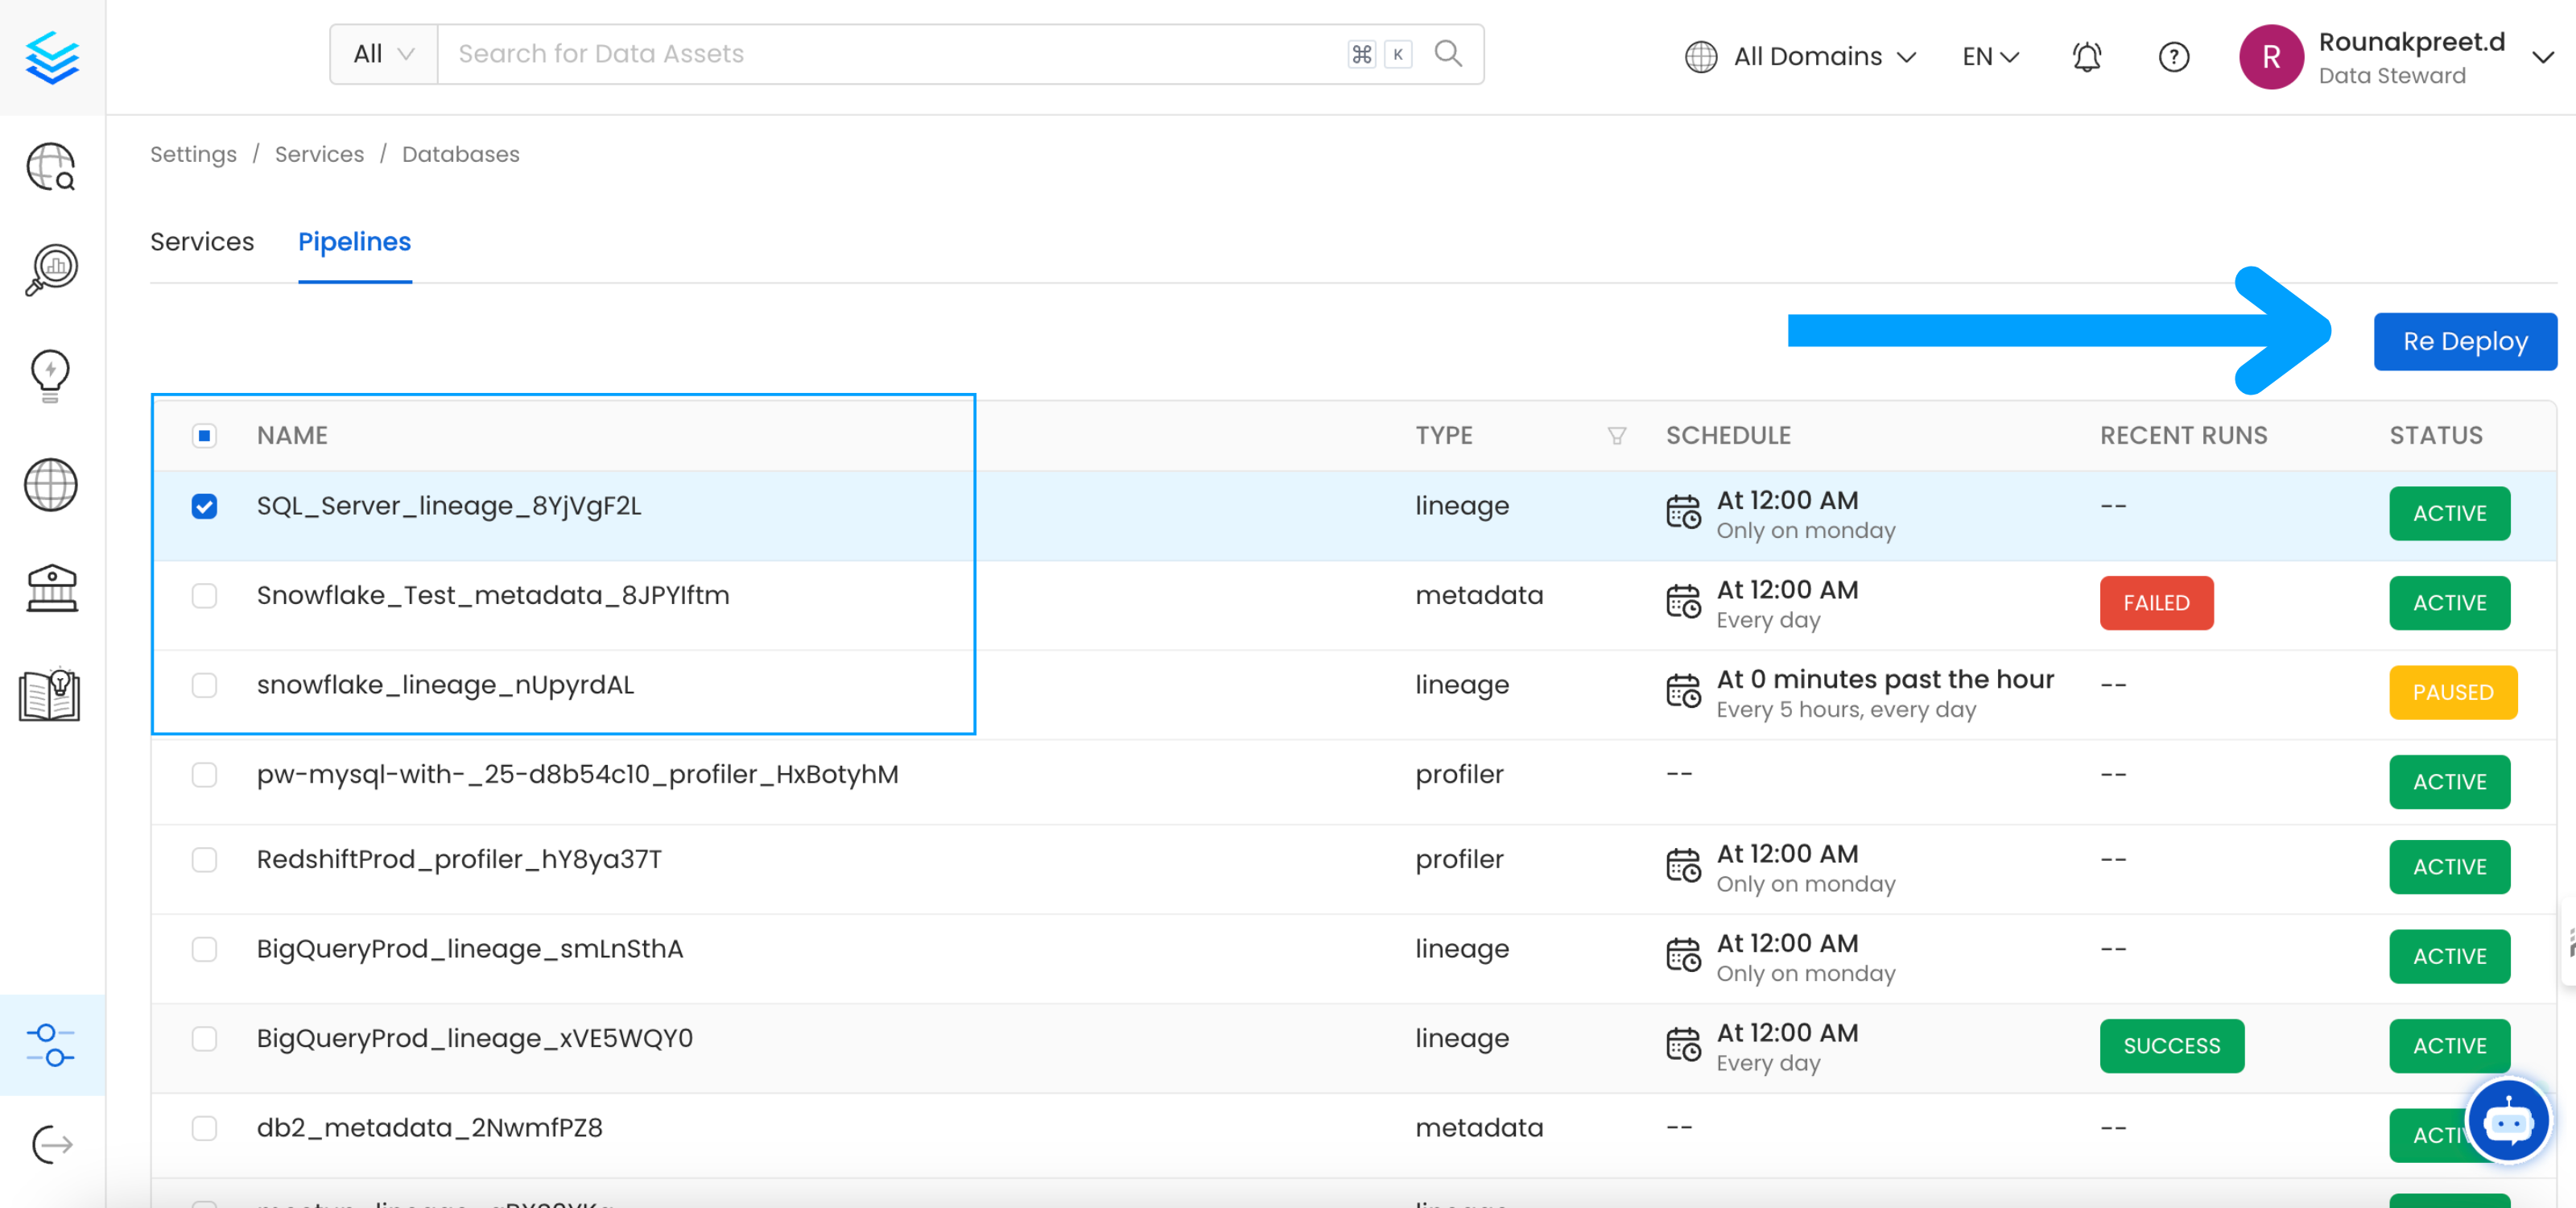 All
Search for Data Assets
⌘ K
All Domains
EN
R
Rounakpreet.d
Data Steward
Settings / Services / Databases
Services
Pipelines
Re Deploy
NAME TYPE SCHEDULE RECENT RUNS STATUS
SQL_Server_lineage_8YjVgF2L lineage At 12:00 AM -- ACTIVE
Only on monday
Snowflake_Test_metadata_8JPYIftm metadata At 12:00 AM FAILED ACTIVE
Every day
snowflake_lineage_nUpyrdAL lineage At 0 minutes past the hour -- PAUSED
Every 5 hours, every day
pw-mysql-with-_25-d8b54c10_profiler_HxBotyhM profiler -- -- ACTIVE
RedshiftProd_profiler_hY8ya37T profiler At 12:00 AM -- ACTIVE
Only on monday
BigQueryProd_lineage_smLnSthA lineage At 12:00 AM -- ACTIVE
Only on monday
BigQueryProd_lineage_xVE5WQY0 lineage At 12:00 AM SUCCESS ACTIVE
Every day
db2_metadata_2NwmfPZ8 metadata -- --